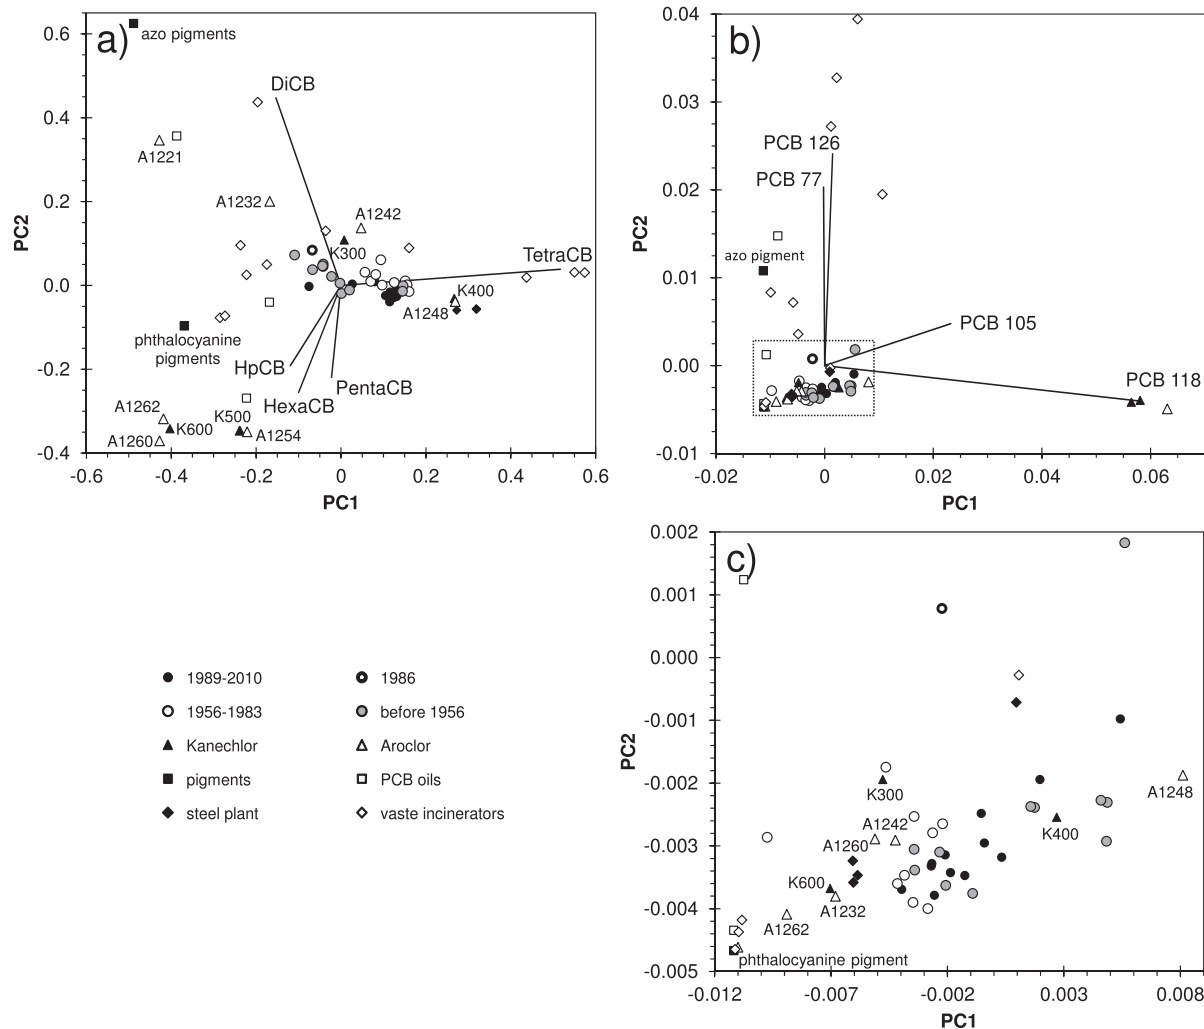 a)
azo pigments
DiCB
A1221
A1232
A1242
K300
TetraCB
K400
A1248
phthalocyanine
pigments
HpCB
HexaCB
PentaCB
A1262
K600
A1260
K500
A1254
0.6
0.4
0.2
0.0
-0.2
-0.4
PC2
-0.6
-0.4
-0.2
0
0.2
0.4
0.6
PC1
b)
PCB 126
PCB 77
azo pigment
PCB 105
PCB 118
0.04
0.03
0.02
0.01
0.00
-0.01
PC2
-0.02
0
0.02
0.04
0.06
PC1
c)
K300
A1248
A1242
K400
A1260
K600
A1232
A1262
phthalocyanine pigment
0.002
0.001
0.000
-0.001
-0.002
-0.003
-0.004
-0.005
PC2
-0.012
-0.007
-0.002
0.003
0.008
PC1
1989-2010
1986
1956-1983
before 1956
Kanechlor
Aroclor
pigments
PCB oils
steel plant
vaste incinerators